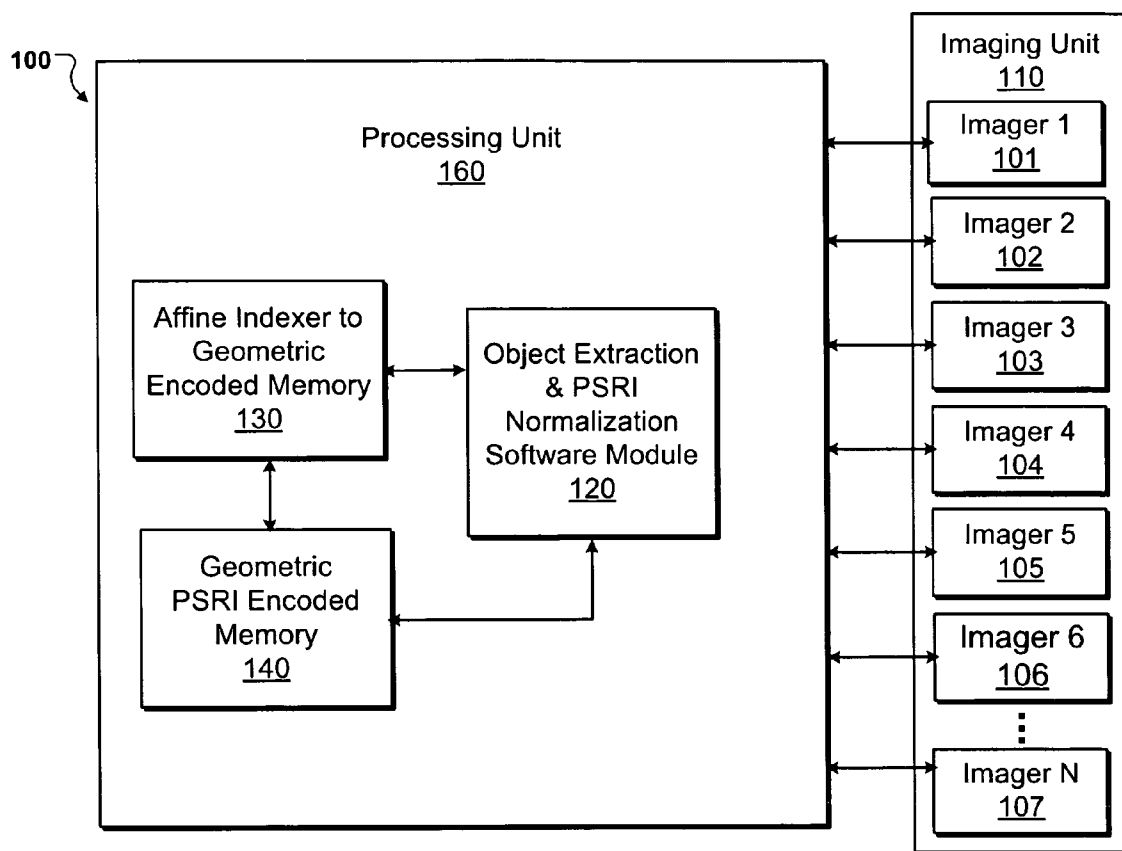 100
Processing Unit
160
Affine Indexer to
Geometric
Encoded Memory
130
Object Extraction
& PSRI
Normalization
Software Module
120
Geometric
PSRI Encoded
Memory
140
Imaging Unit
110
Imager 1
101
Imager 2
102
Imager 3
103
Imager 4
104
Imager 5
105
Imager 6
106
Imager N
107